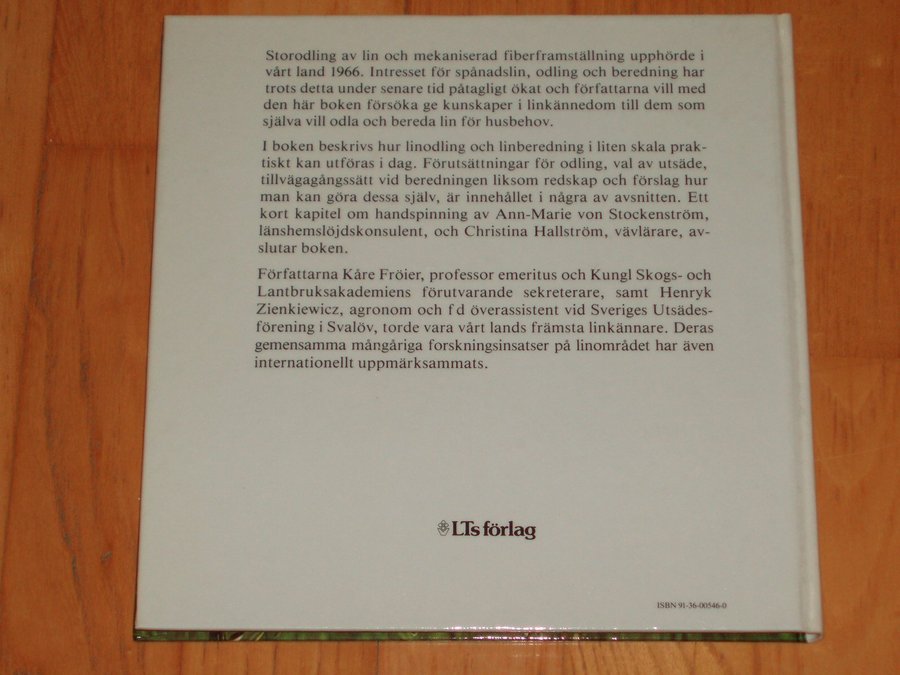 Storodling av lin och mekaniserad fiberframställning upphörde i
vårt land 1966. Intresset för spånadslin, odling och beredning har
trots detta under senare tid påtagligt ökat och författarna vill med
den här boken försöka ge kunskaper i linkännedom till dem som
själva vill odla och bereda lin för husbehov.
I boken beskrivs hur linodling och linberedning i liten skala prak-
tiskt kan utföras i dag. Förutsättningar för odling, val av utsäde,
tillvägagångssätt vid beredningen liksom redskap och förslag hur
man kan göra dessa själv, är innehållet i några av avsnitten. Ett
kort kapitel om handspinning av Ann-Marie von Stockenström,
länshemslöjdskonsulent, och Christina Hallström, vävlärare, av-
slutar boken.
Författarna Kåre Fröier, professor emeritus och Kungl Skogs- och
Lantbruksakademiens förutvarande sekreterare, samt Henryk
Zienkiewicz, agronom och f d överassistent vid Sveriges Utsädes-
förening i Svalöv, torde vara vårt lands främsta linkännare. Deras
gemensamma mångåriga forskningsinsatser på linområdet har även
internationellt uppmärksammats.
LTs förlag
ISBN 91-36-00546-0